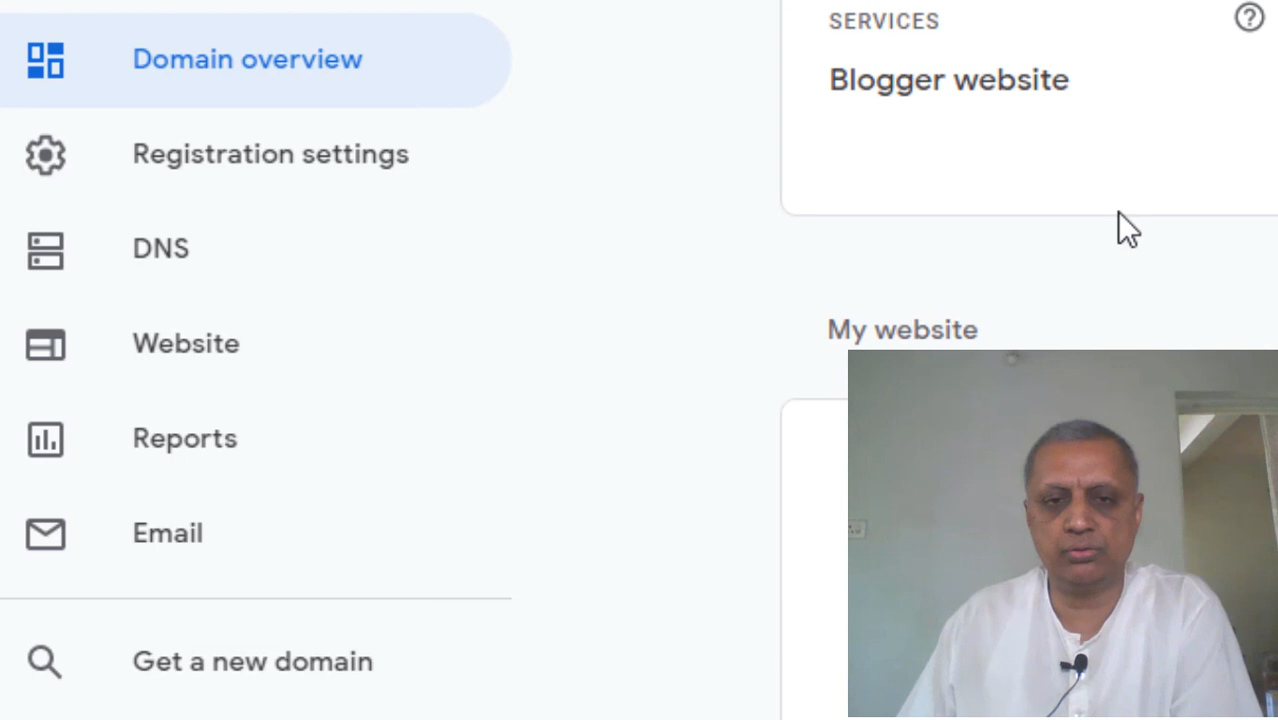 Domain overview
Registration settings
DNS
Website
Reports
Email
Get a new domain
SERVICES
Blogger website
My website